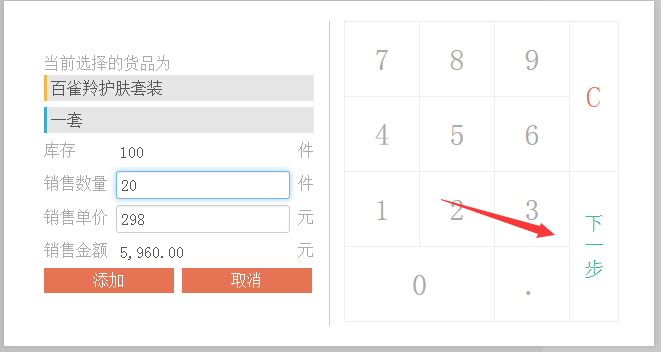 当前选择的货品为
百雀羚护肤套装
一套
库存 100 件
销售数量 20 件
销售单价 298 元
销售金额 5,960.00 元
添加 取消
7 8 9
C
4 5 6
1 2 3
下一步
0 .